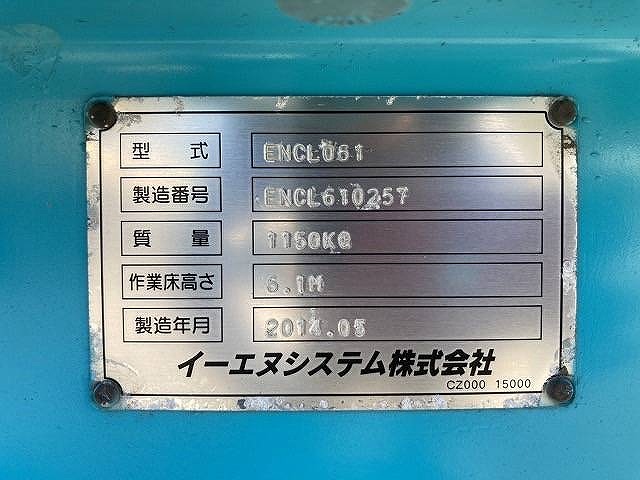 型 式 ENCL061
製造番号 ENCL610257
質 量 1150KG
作業床高さ 6.1M
製造年月 2014.05
イーエヌシステム株式会社
CZ000 15000